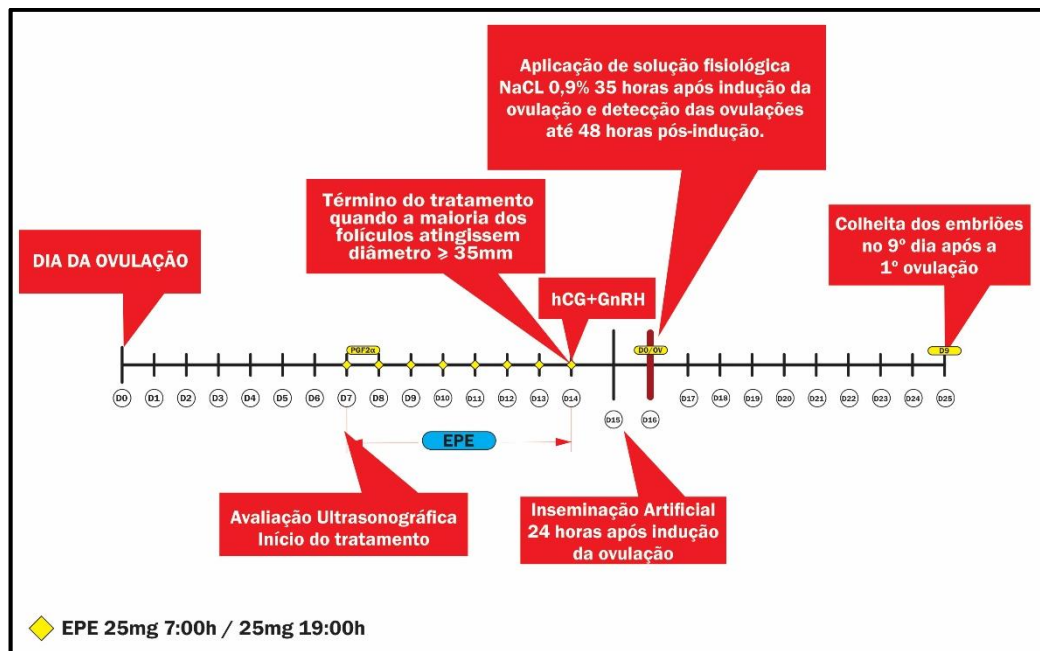 Aplicação de solução fisiológica
NaCL 0,9% 35 horas após indução da
ovulação e detecção das ovulações
até 48 horas pós-indução.
Término do tratamento
quando a maioria dos
folículos atingissem
diâmetro ⩾ 35mm
Colheita dos embriões
no 9º dia após a
1º ovulação
DIA DA OVULAÇÃO
hCG+GnRH
PGF2α
D0/OV
D9
D0 D1 D2 D3 D4 D5 D6 D7 D8 D9 D10 D11 D12 D13 D14 D15 D16 D17 D18 D19 D20 D21 D22 D23 D24 D25
EPE
Avaliação Ultrasonográfica
Início do tratamento
Inseminação Artificial
24 horas após indução
da ovulação
EPE 25mg 7:00h / 25mg 19:00h